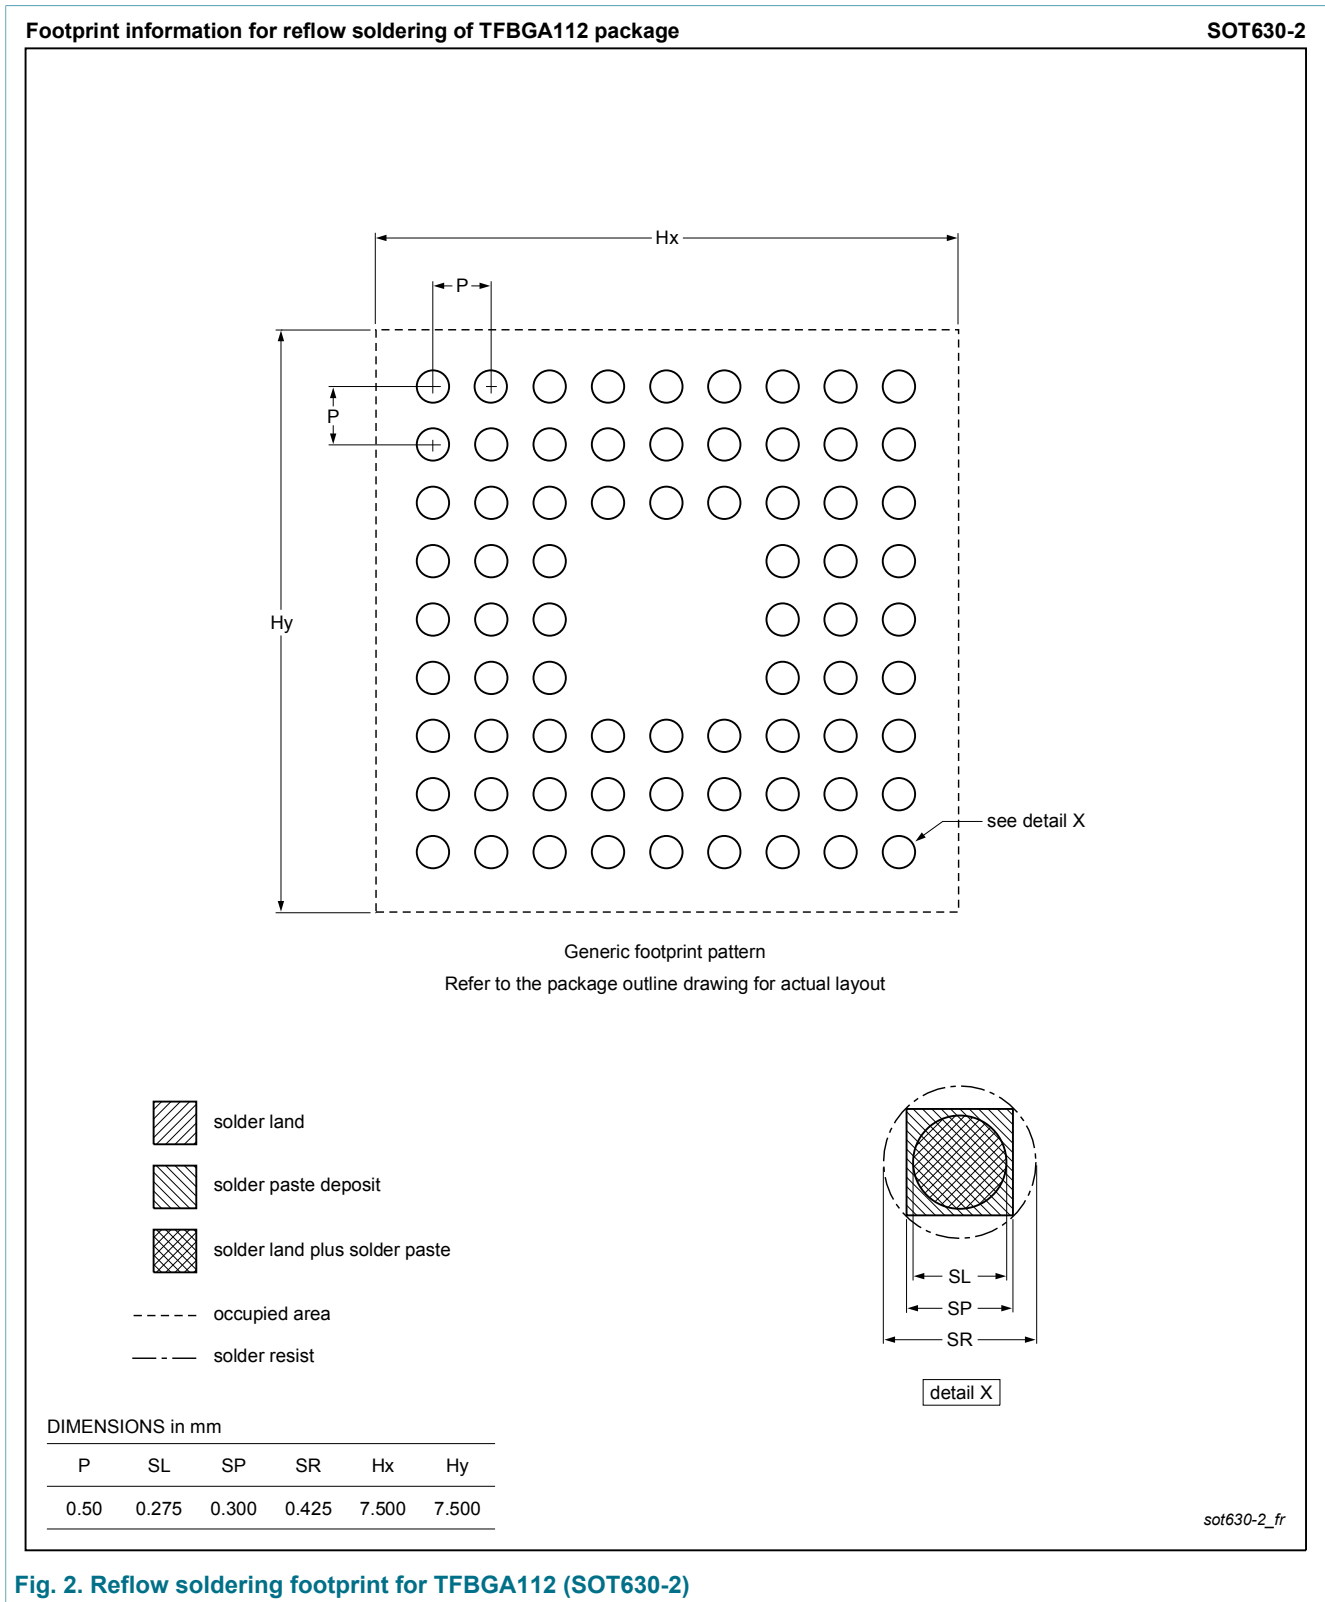 Footprint information for reflow soldering of TFBGA112 package SOT630-2
Hx
P
P
Hy
see detail X
Generic footprint pattern
Refer to the package outline drawing for actual layout
solder land
solder paste deposit
solder land plus solder paste
occupied area
solder resist
SL
SP
SR
detail X
DIMENSIONS in mm
P SL SP SR Hx Hy
0.50 0.275 0.300 0.425 7.500 7.500
sot630-2_fr
Fig. 2. Reflow soldering footprint for TFBGA112 (SOT630-2)